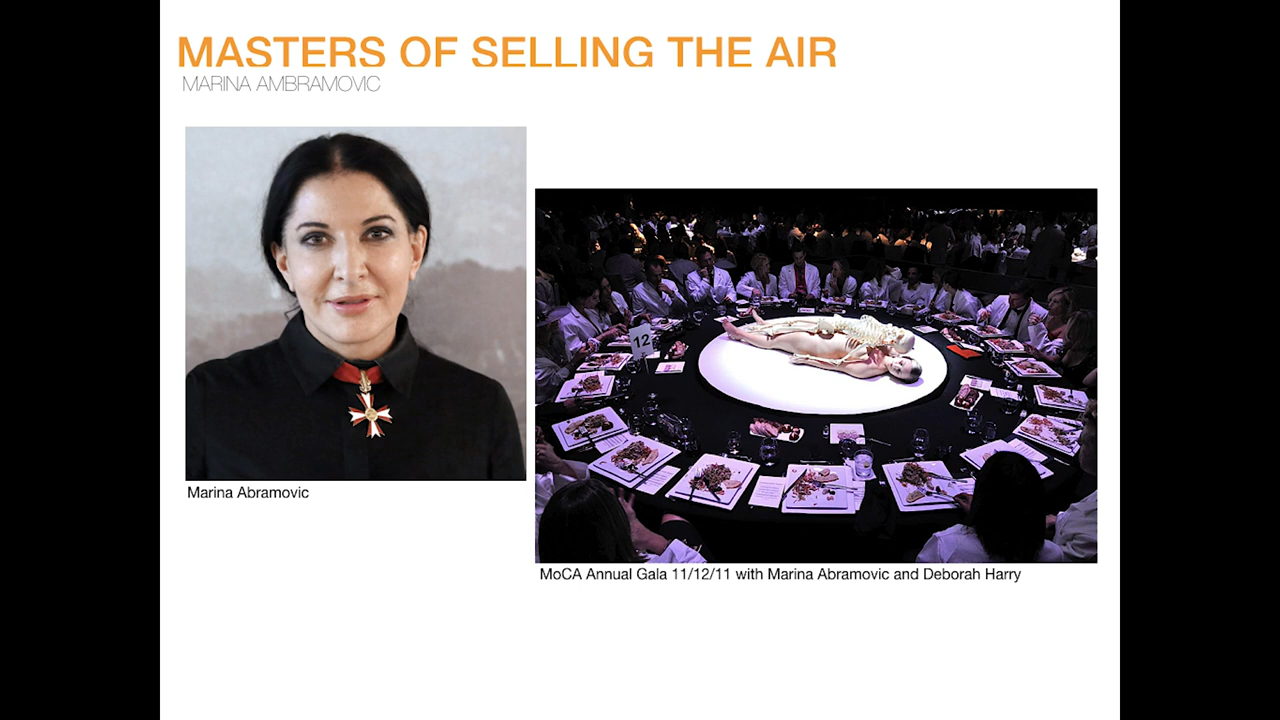 MASTERS OF SELLING THE AIR
MARINA AMBRAMOVIC
12
Marina Abramovic
MoCA Annual Gala 11/12/11 with Marina Abramovic and Deborah Harry